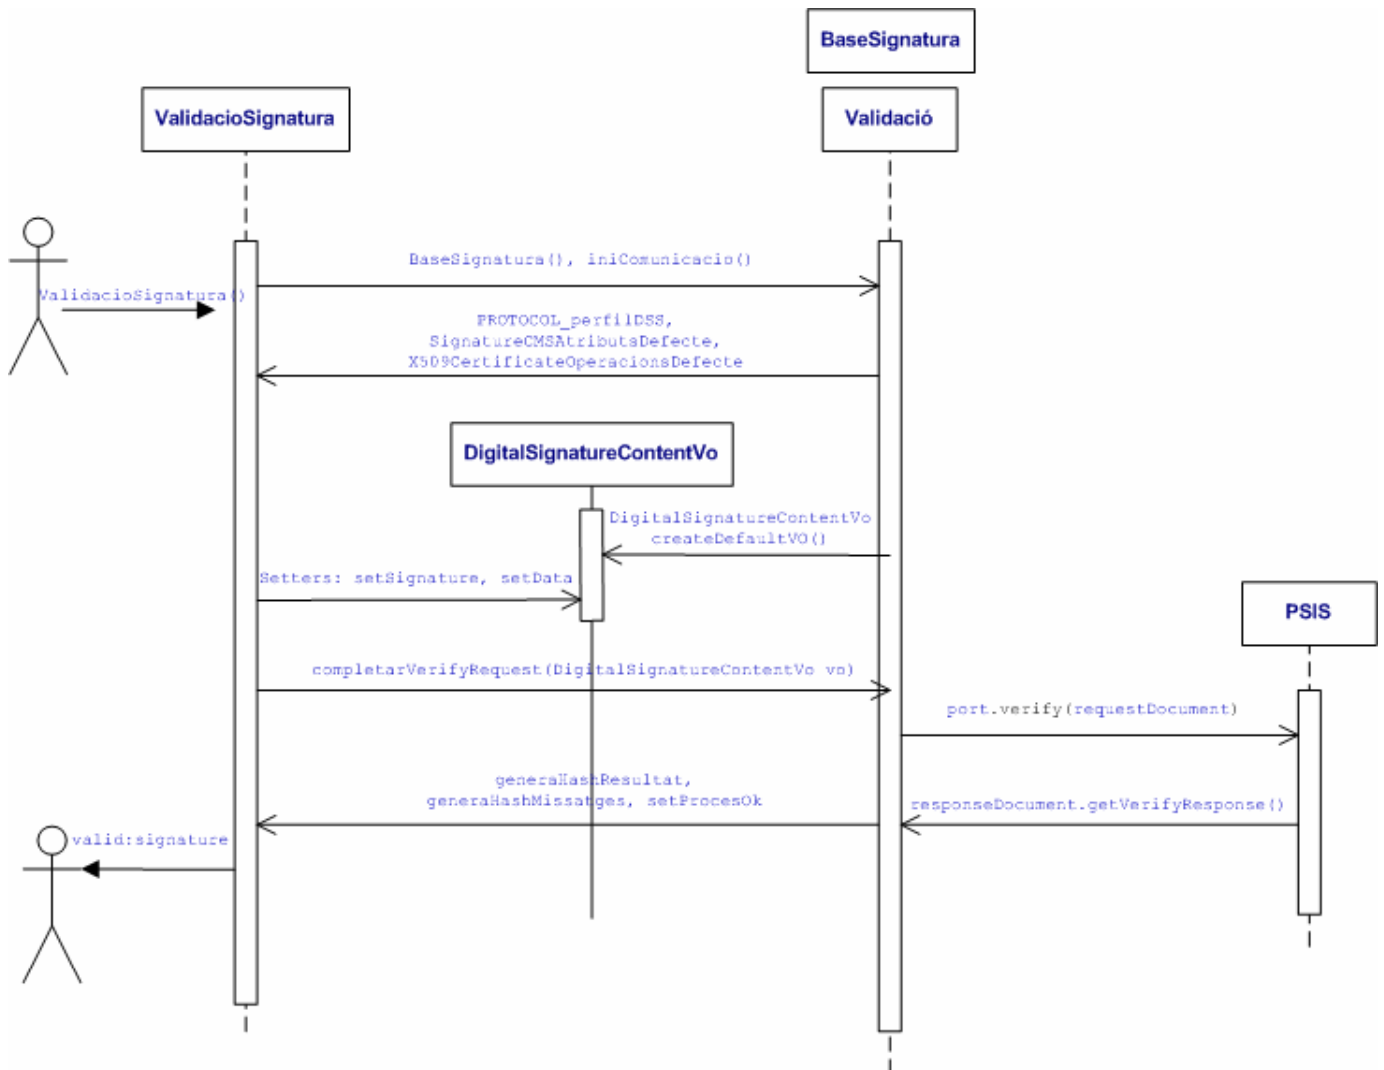 BaseSignatura
ValidacioSignatura
Validació
BaseSignatura(), iniComunicacio()
ValidacioSignatura()
PROTOCOL_perfilDSS,
SignatureCMSAtributsDefecte,
X509CertificateOperacionsDefecte
DigitalSignatureContentVo
DigitalSignatureContentVo
createDefaultVO()
Setters: setSignature, setData
PSIS
completarVerifyRequest(DigitalSignatureContentVo vo)
port.verify(requestDocument)
generaHashResultat,
generaHashMissatges, setProcesOk
responseDocument.getVerifyResponse()
valid:signature